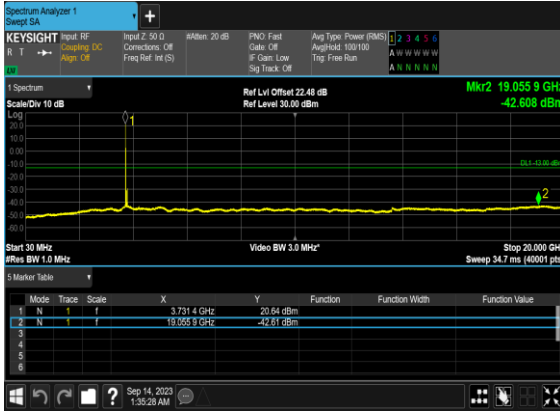 Spectrum Analyzer 1
Swept SA
+
KEYSIGHT
R T
Input: RF
Coupling: DC
Align: Off
Input Z: 50 Ω
Corrections: Off
Freq Ref: Int (S)
#Atten: 20 dB
PNO: Fast
Gate: Off
IF Gain: Low
Sig Track: Off
Avg Type: Power (RMS)
Avg|Hold: 100/100
Trig: Free Run
1 2 3 4 5 6
A W W W W W
A N N N N N
1 Spectrum
Scale/Div 10 dB
Ref Lvl Offset 22.48 dB
Ref Level 30.00 dBm
Mkr2 19.055 9 GHz
-42.608 dBm
Log
20.0
10.0
0.00
-10.0
-20.0
-30.0
-40.0
-50.0
-60.0
1
DL1 -13.00 dBm
2
Start 30 MHz
#Res BW 1.0 MHz
Video BW 3.0 MHz*
Stop 20.000 GH
Sweep 34.7 ms (40001 pts
5 Marker Table
Mode Trace Scale X Y Function Function Width Function Value
1 N 1 f 3.731 4 GHz 20.64 dBm
2 N 1 f 19.055 9 GHz -42.61 dBm
3
4
5
6
?
Sep 14, 2023
1:35:28 AM